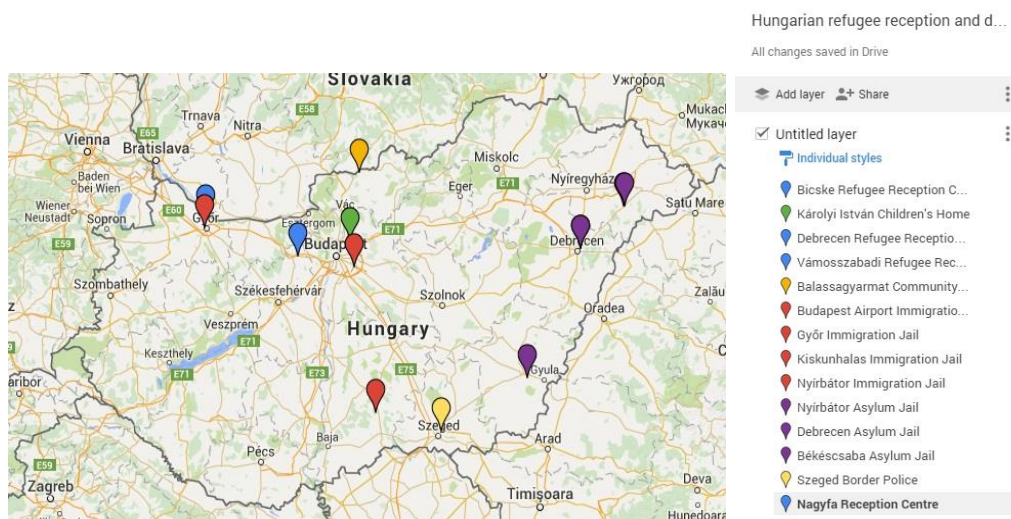 Hungarian refugee reception and d...
All changes saved in Drive
Add layer
Share
Untitled layer
Individual styles
Bicske Refugee Reception C...
Károlyi István Children's Home
Debrecen Refugee Receptio...
Vámosszabadi Refugee Rec...
Balassagyarmat Community...
Budapest Airport Immigratio...
Győr Immigration Jail
Kiskunhalas Immigration Jail
Nyírbátor Immigration Jail
Nyírbátor Asylum Jail
Debrecen Asylum Jail
Békéscsaba Asylum Jail
Szeged Border Police
Nagyfa Reception Centre
Slovakia
Ужгород
Trnava
E58
Nitra
Mukac
Мукаче
Vienna
E65
Bratislava
Miskolc
Baden
bei Wien
Eger
E71
Nyíregyház
Wiener
Neustadt
Sopron
E60
Győr
Vác
Esztergom
Satu Mare
E71
Budapest
Debrecen
E59
Szombathely
Székesfehérvár
Szolnok
Oradea
Zalău
Veszprém
E71
Hungary
Keszthely
E71
E73
E75
Gyula
aribor
Szeged
Baja
Arad
Pécs
E59
Zagreb
Timișoara
Deva
Hunedoara